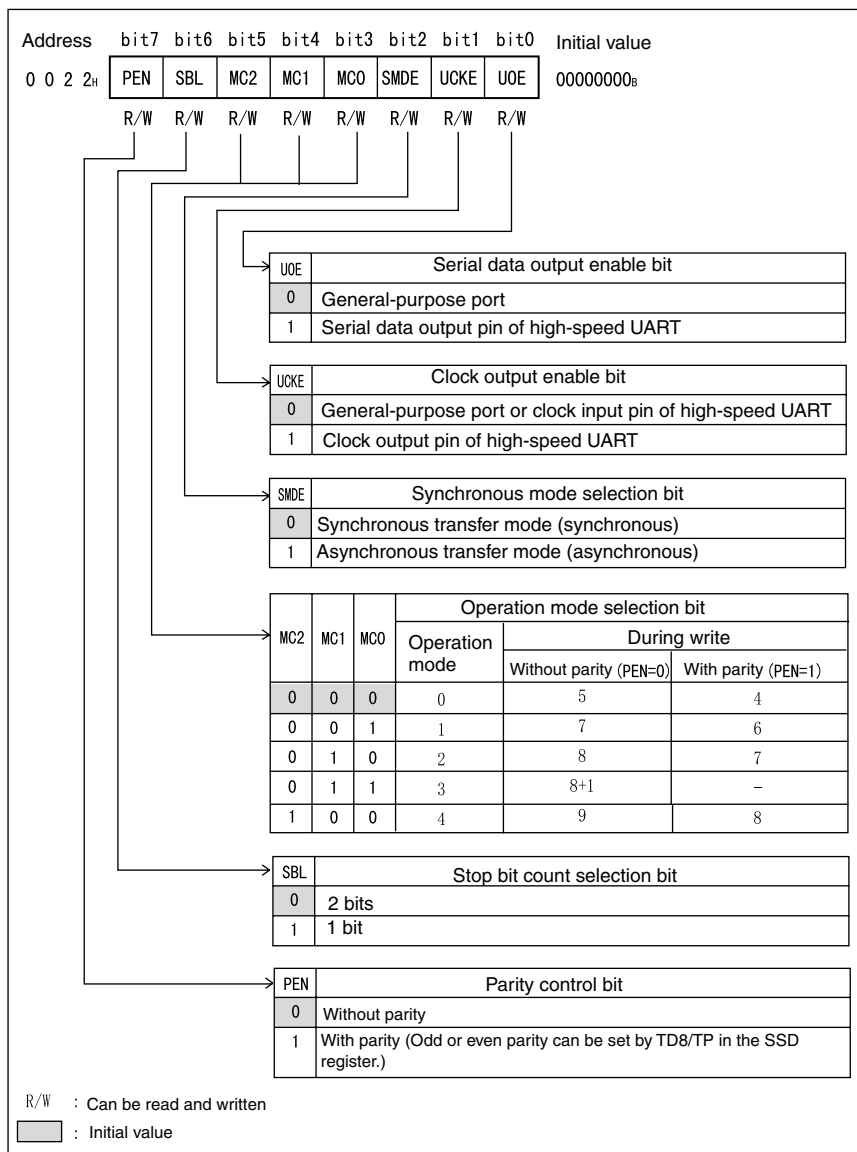 Address bit7 bit6 bit5 bit4 bit3 bit2 bit1 bit0 Initial value
0 0 2 2H PEN SBL MC2 MC1 MC0 SMDE UCKE UOE 00000000B
R/W R/W R/W R/W R/W R/W R/W R/W
UOE Serial data output enable bit
0 General-purpose port
1 Serial data output pin of high-speed UART
UCKE Clock output enable bit
0 General-purpose port or clock input pin of high-speed UART
1 Clock output pin of high-speed UART
SMDE Synchronous mode selection bit
0 Synchronous transfer mode (synchronous)
1 Asynchronous transfer mode (asynchronous)
Operation mode selection bit
MC2 MC1 MC0 Operation mode During write
Without parity (PEN=0) With parity (PEN=1)
0 0 0 0 5 4
0 0 1 1 7 6
0 1 0 2 8 7
0 1 1 3 8+1 −
1 0 0 4 9 8
SBL Stop bit count selection bit
0 2 bits
1 1 bit
PEN Parity control bit
0 Without parity
1 With parity (Odd or even parity can be set by TD8/TP in the SSD
register.)
R/W : Can be read and written
: Initial value